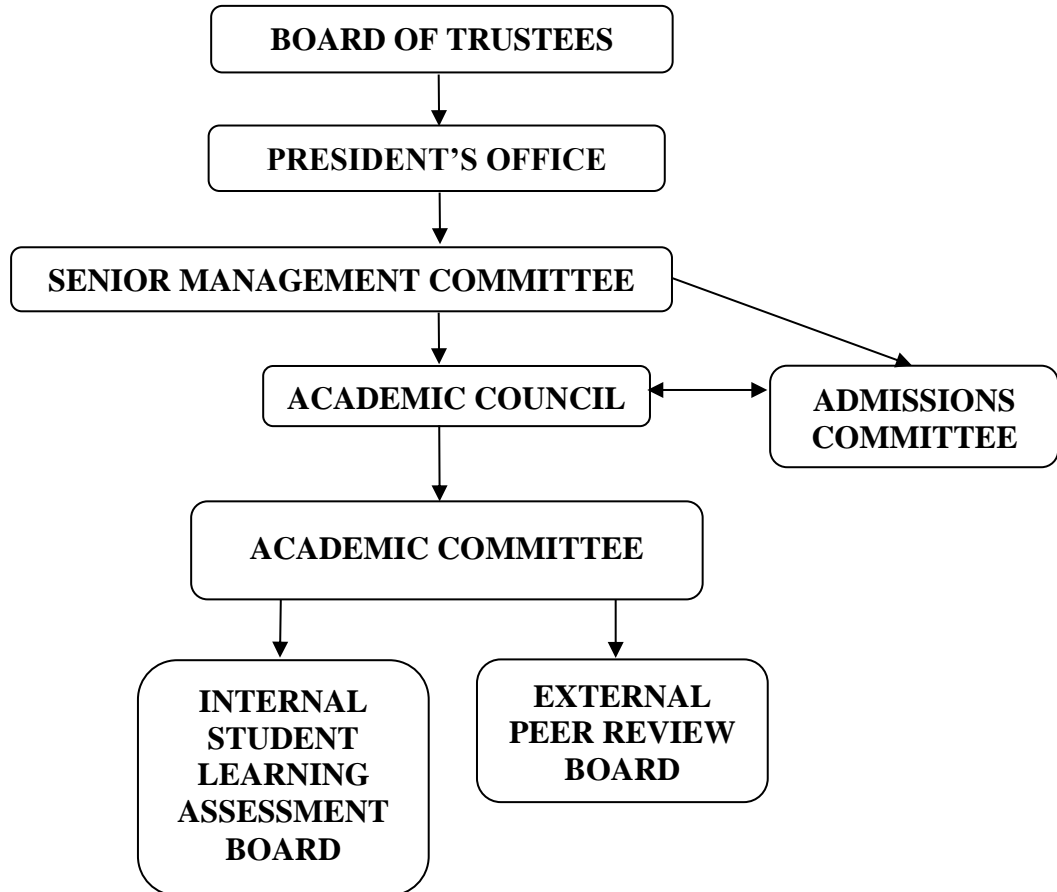 BOARD OF TRUSTEES
PRESIDENT’S OFFICE
SENIOR MANAGEMENT COMMITTEE
ACADEMIC COUNCIL
ADMISSIONS
COMMITTEE
ACADEMIC COMMITTEE
INTERNAL
STUDENT
LEARNING
ASSESSMENT
BOARD
EXTERNAL
PEER REVIEW
BOARD